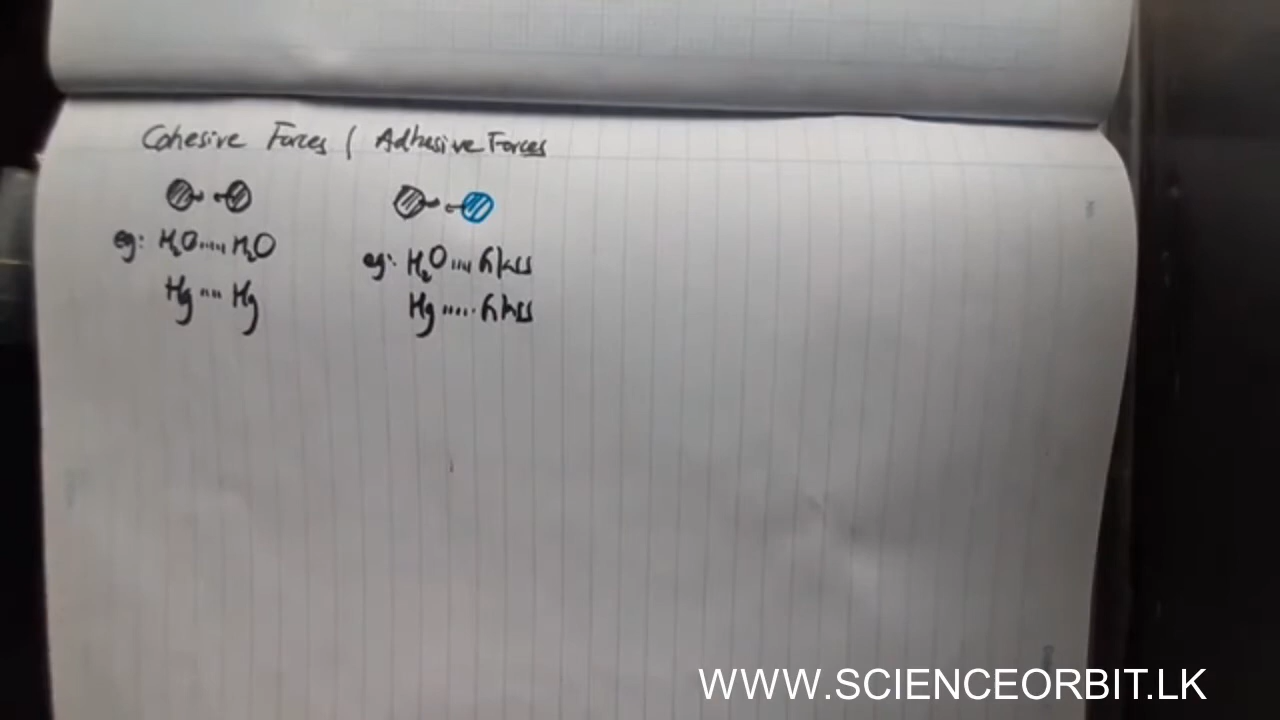 Cohesive Forces / Adhesive Forces
eg: H₂O.....H₂O
Hg.....Hg
eg: H₂O....Glass
Hg.....Glass
WWW.SCIENCEORBIT.LK